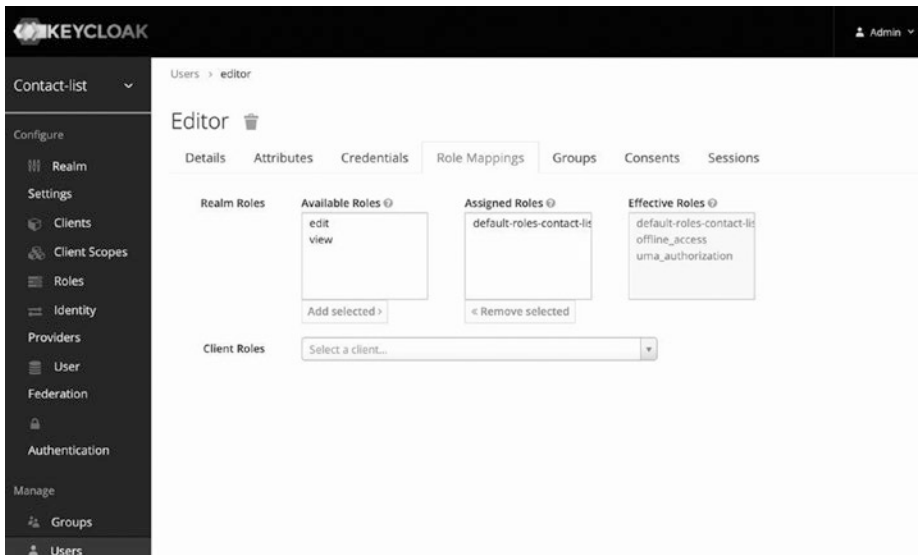 KEYCLOAK
Admin
Contact-list
Users > editor
Editor
Configure
Realm
Settings
Clients
Client Scopes
Roles
Identity
Providers
User
Federation
Authentication
Manage
Groups
Users
Details Attributes Credentials Role Mappings Groups Consents Sessions
Realm Roles
Available Roles
edit
view
Add selected >
Assigned Roles
default-roles-contact-lis
« Remove selected
Effective Roles
default-roles-contact-lis
offline_access
uma_authorization
Client Roles
Select a client...